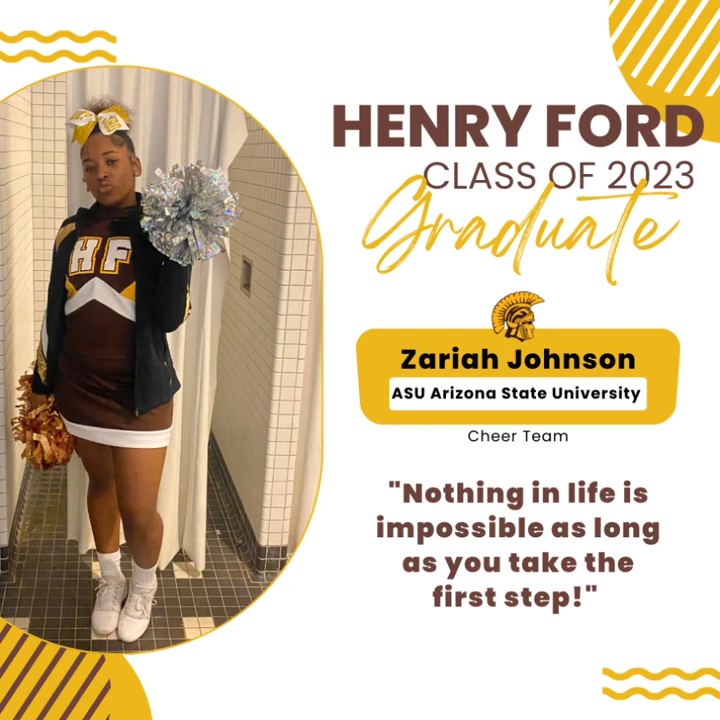 HENRY FORD
CLASS OF 2023
Graduate
HF
Zariah Johnson
ASU Arizona State University
Cheer Team
"Nothing in life is
impossible as long
as you take the
first step!"